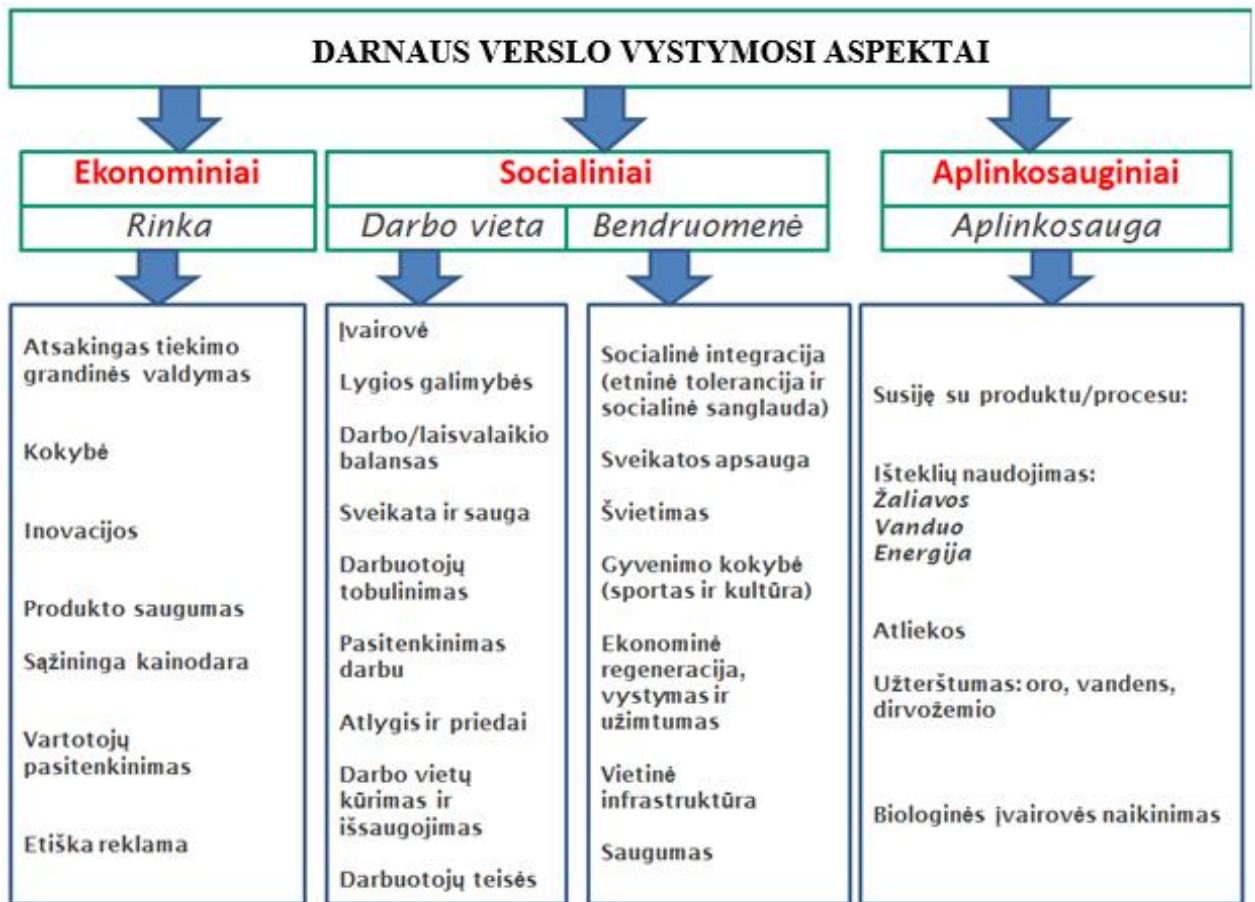 DARNAUS VERSLO VYSTYMOSI ASPEKTAI
Ekonominiai
Rinka
Socialiniai
Darbo vieta
Bendruomenė
Aplinkosauginiai
Aplinkosauga
Atsakingas tiekimo
grandinės valdymas
Kokybė
Inovacijos
Produkto saugumas
Sąžininga kainodara
Vartotojų
pasitenkinimas
Etiška reklama
Įvairovė
Lygios galimybės
Darbo/laisvalaikio
balansas
Sveikata ir sauga
Darbuotojų
tobulinimas
Pasitenkinimas
darbu
Atlygis ir priedai
Darbo vietų
kūrimas ir
išsaugojimas
Darbuotojų teisės
Socialinė integracija
(etninė tolerancija ir
socialinė sanglauda)
Sveikatos apsauga
Švietimas
Gyvenimo kokybė
(sportas ir kultūra)
Ekonominė
regeneracija,
vystymas ir
užimtumas
Vietinė
infrastruktūra
Saugumas
Susiję su produktu/procesu:
Išteklių naudojimas:
Žaliavos
Vanduo
Energija
Atliekos
Užterštumas: oro, vandens,
dirvožemio
Biologinės įvairovės naikinimas